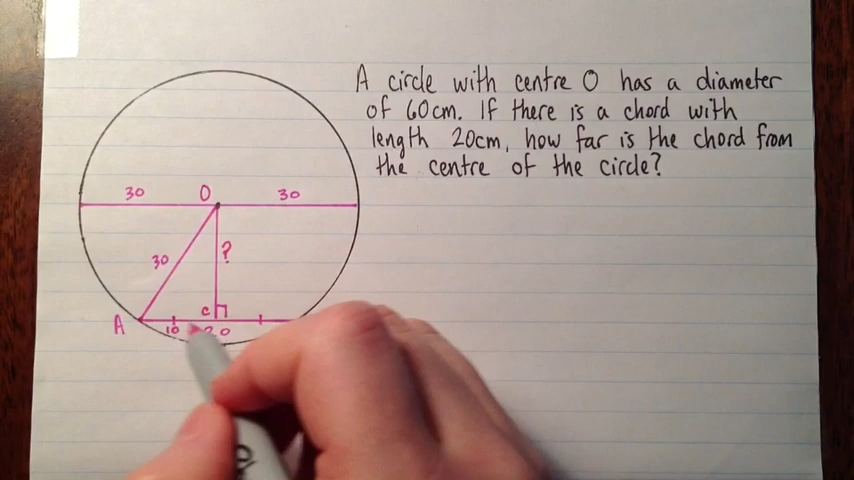 A circle with centre O has a diameter
of 60cm. If there is a chord with
length 20cm, how far is the chord from
the centre of the circle?
30 O 30
30 ?
C
A
10 20